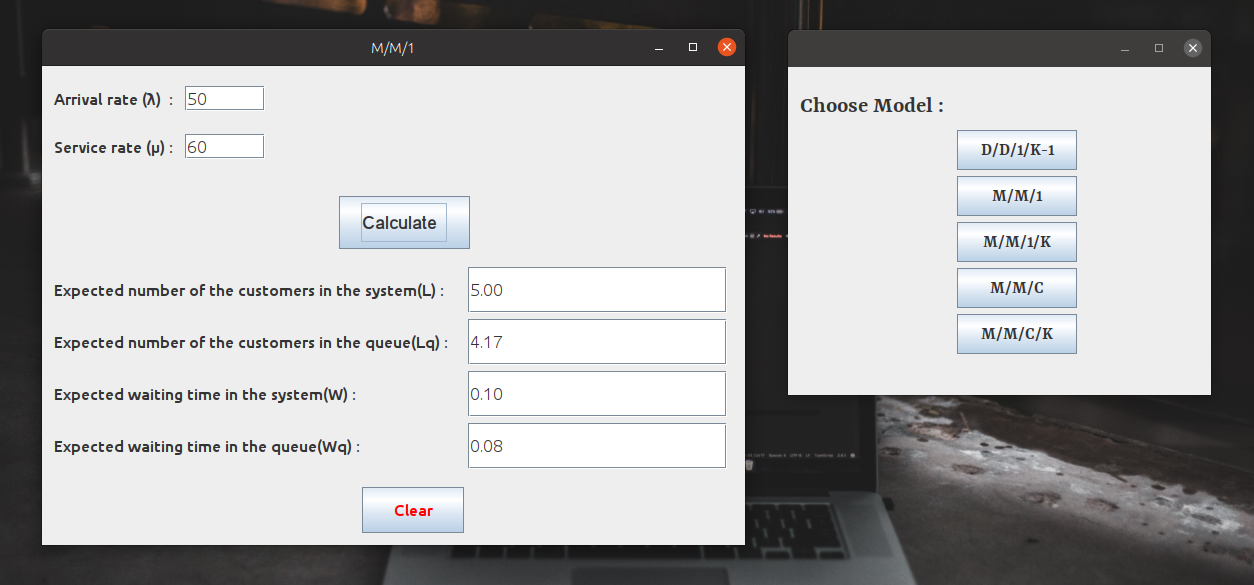 M/M/1
Arrival rate (λ) : 50
Service rate (μ) : 60
Calculate
Expected number of the customers in the system(L) : 5.00
Expected number of the customers in the queue(Lq) : 4.17
Expected waiting time in the system(W) : 0.10
Expected waiting time in the queue(Wq) : 0.08
Clear
Choose Model :
D/D/1/K-1
M/M/1
M/M/1/K
M/M/C
M/M/C/K